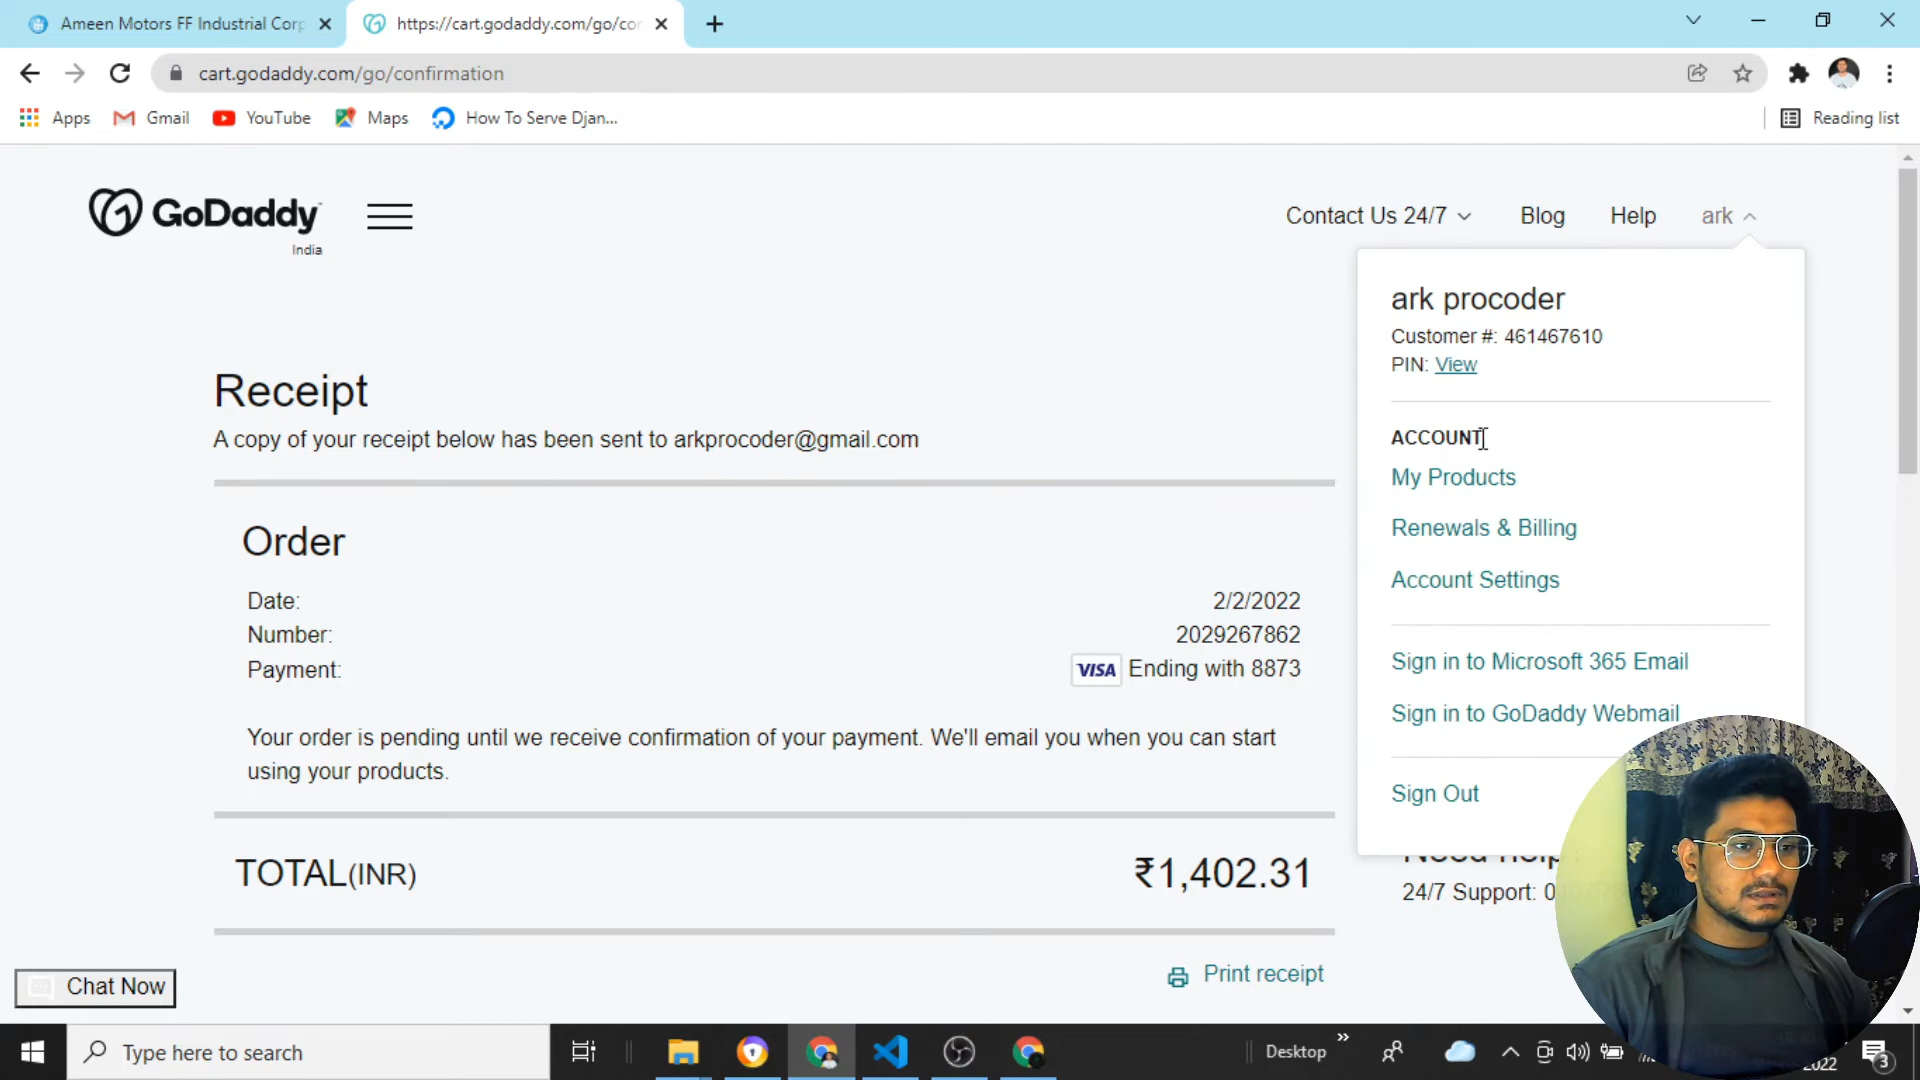 Ameen Motors FF Industrial Corp
https://cart.godaddy.com/go/con
cart.godaddy.com/go/confirmation
Apps Gmail YouTube Maps How To Serve Djan... Reading list
GoDaddy
India
Contact Us 24/7 Blog Help ark
ark procoder
Customer #: 461467610
PIN: View
ACCOUNT
My Products
Renewals & Billing
Account Settings
Sign in to Microsoft 365 Email
Sign in to GoDaddy Webmail
Sign Out
Receipt
A copy of your receipt below has been sent to arkprocoder@gmail.com
Order
Date: 2/2/2022
Number: 2029267862
Payment: VISA Ending with 8873
Your order is pending until we receive confirmation of your payment. We'll email you when you can start
using your products.
TOTAL(INR) ₹1,402.31
Print receipt
24/7 Support:
Chat Now
Type here to search
Desktop
2022
3